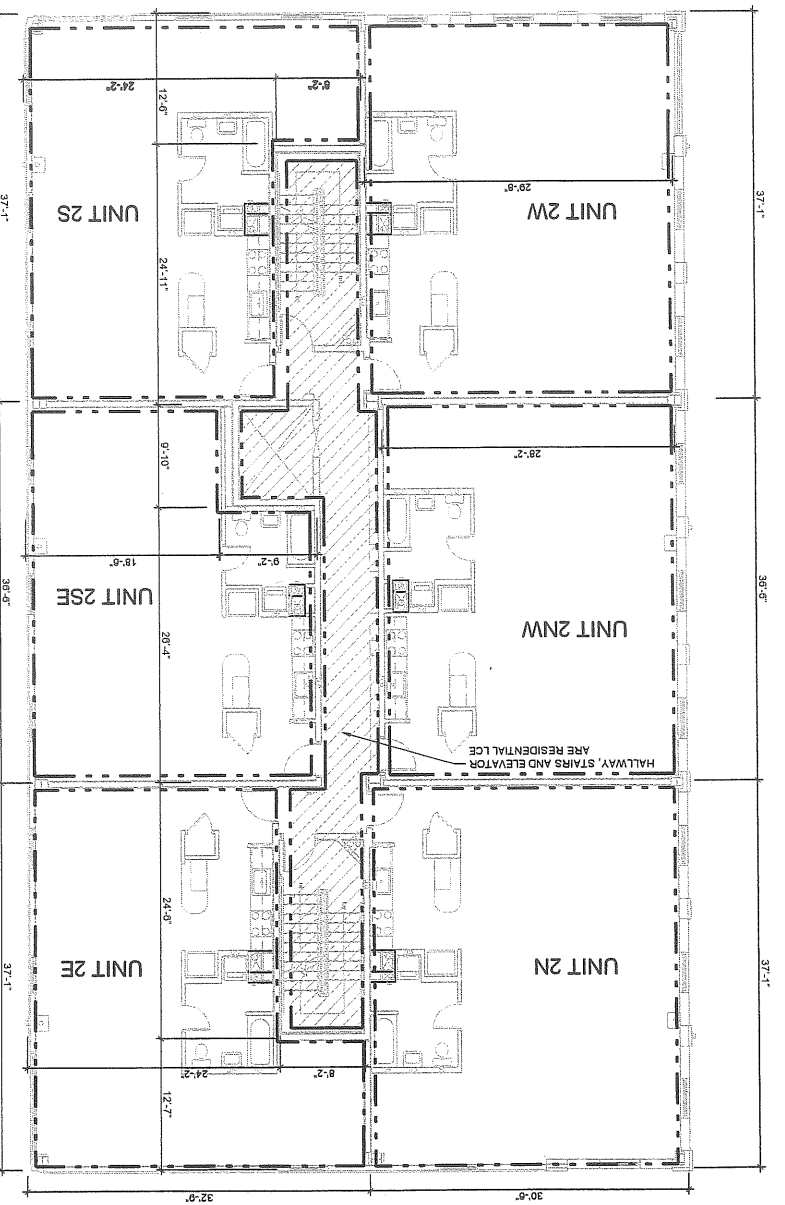 24'-2"
8'-2"
12'-6"
29'-8"
37'-1"
37'-1"
UNIT 2S
UNIT 2W
24'-11"
28'-2"
9'-10"
18'-6"
9'-2"
36'-6"
36'-6"
UNIT 2SE
UNIT 2NW
26'-4"
HALLWAY, STAIRS AND ELEVATOR
ARE RESIDENTIAL LCE
24'-6"
UNIT 2E
UNIT 2N
37'-1"
37'-1"
24'-2"
8'-2"
12'-7"
32'-9"
30'-6"